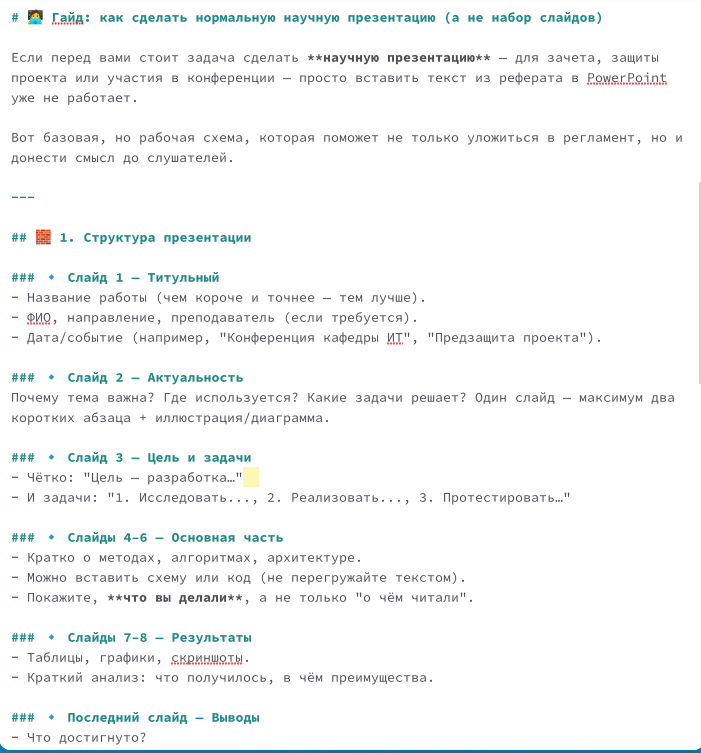 # 🧑‍💻 Гайд: как сделать нормальную научную презентацию (а не набор слайдов)
Если перед вами стоит задача сделать **научную презентацию** — для зачета, защиты
проекта или участия в конференции — просто вставить текст из реферата в PowerPoint
уже не работает.
Вот базовая, но рабочая схема, которая поможет не только уложиться в регламент, но и
донести смысл до слушателей.
---
## 🧱 1. Структура презентации
### 🔹 Слайд 1 — Титульный
- Название работы (чем короче и точнее — тем лучше).
- ФИО, направление, преподаватель (если требуется).
- Дата/событие (например, "Конференция кафедры ИТ", "Предзащита проекта").
### 🔹 Слайд 2 — Актуальность
Почему тема важна? Где используется? Какие задачи решает? Один слайд — максимум два
коротких абзаца + иллюстрация/диаграмма.
### 🔹 Слайд 3 — Цель и задачи
- Чётко: "Цель — разработка…"
- И задачи: "1. Исследовать..., 2. Реализовать..., 3. Протестировать…"
### 🔹 Слайды 4–6 — Основная часть
- Кратко о методах, алгоритмах, архитектуре.
- Можно вставить схему или код (не перегружайте текстом).
- Покажите, **что вы делали**, а не только "о чём читали".
### 🔹 Слайды 7–8 — Результаты
- Таблицы, графики, скриншоты.
- Краткий анализ: что получилось, в чём преимущества.
### 🔹 Последний слайд — Выводы
- Что достигнуто?